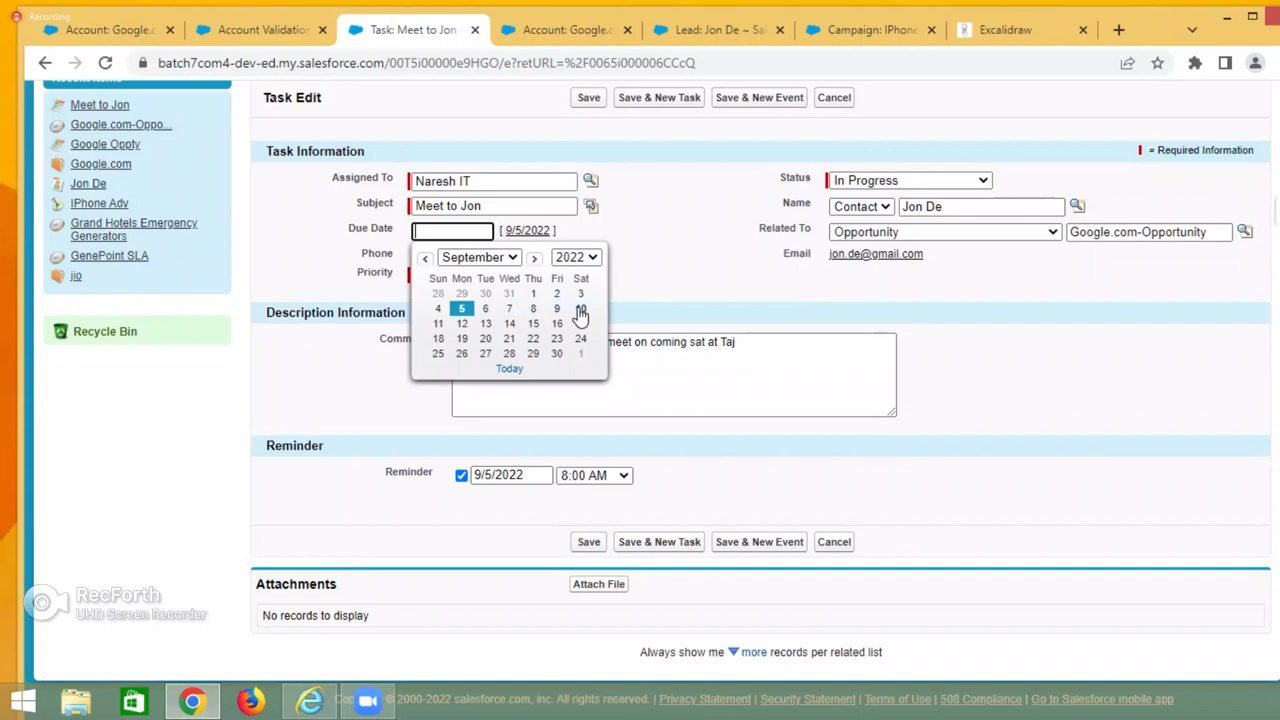 Recording
Account: Google.c
Account Validation
Task: Meet to Jon
Account: Google.c
Lead: Jon De ~ Sal
Campaign: IPhone
Excalidraw
batch7com4-dev-ed.my.salesforce.com/00T5i00000e9HGO/e?retURL=%2F0065i000006CCcQ
Meet to Jon
Google.com-Oppo...
Google Oppty
Google.com
Jon De
IPhone Adv
Grand Hotels Emergency
Generators
GenePoint SLA
jio
Recycle Bin
Task Edit
Save
Save & New Task
Save & New Event
Cancel
Task Information
= Required Information
Assigned To
Naresh IT
Status
In Progress
Subject
Meet to Jon
Name
Contact
Jon De
Due Date
[ 9/5/2022 ]
Related To
Opportunity
Google.com-Opportunity
Phone
Email
jon.de@gmail.com
Priority
September
2022
Sun Mon Tue Wed Thu Fri Sat
28 29 30 31 1 2 3
4 5 6 7 8 9 10
11 12 13 14 15 16
18 19 20 21 22 23 24
25 26 27 28 29 30 1
Today
Description Information
Comm
meet on coming sat at Taj
Reminder
Reminder
9/5/2022
8:00 AM
Save
Save & New Task
Save & New Event
Cancel
Attachments
Attach File
No records to display
Always show me more records per related list
RecForth
UHD Screen Recorder
© 2000-2022 salesforce.com, inc. All rights reserved. | Privacy Statement | Security Statement | Terms of Use | 508 Compliance | Go to Salesforce mobile app